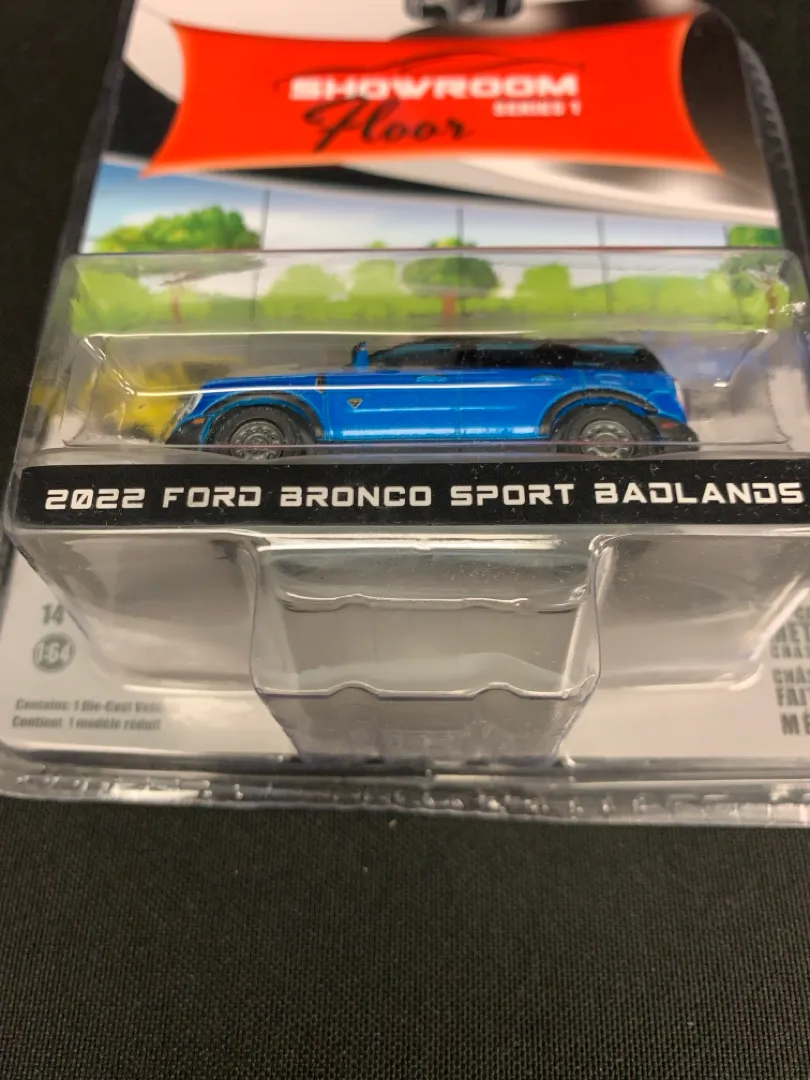 SHOWROOM
SERIES 1
Floor
2022 FORD BRONCO SPORT BADLANDS
14
1:64
Contains: 1 Die-Cast
Contient 1 modèle réduit